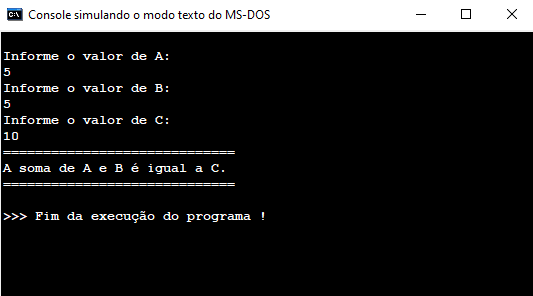 Console simulando o modo texto do MS-DOS
Informe o valor de A:
5
Informe o valor de B:
5
Informe o valor de C:
10
=============================
A soma de A e B é igual a C.
=============================
>>> Fim da execução do programa !